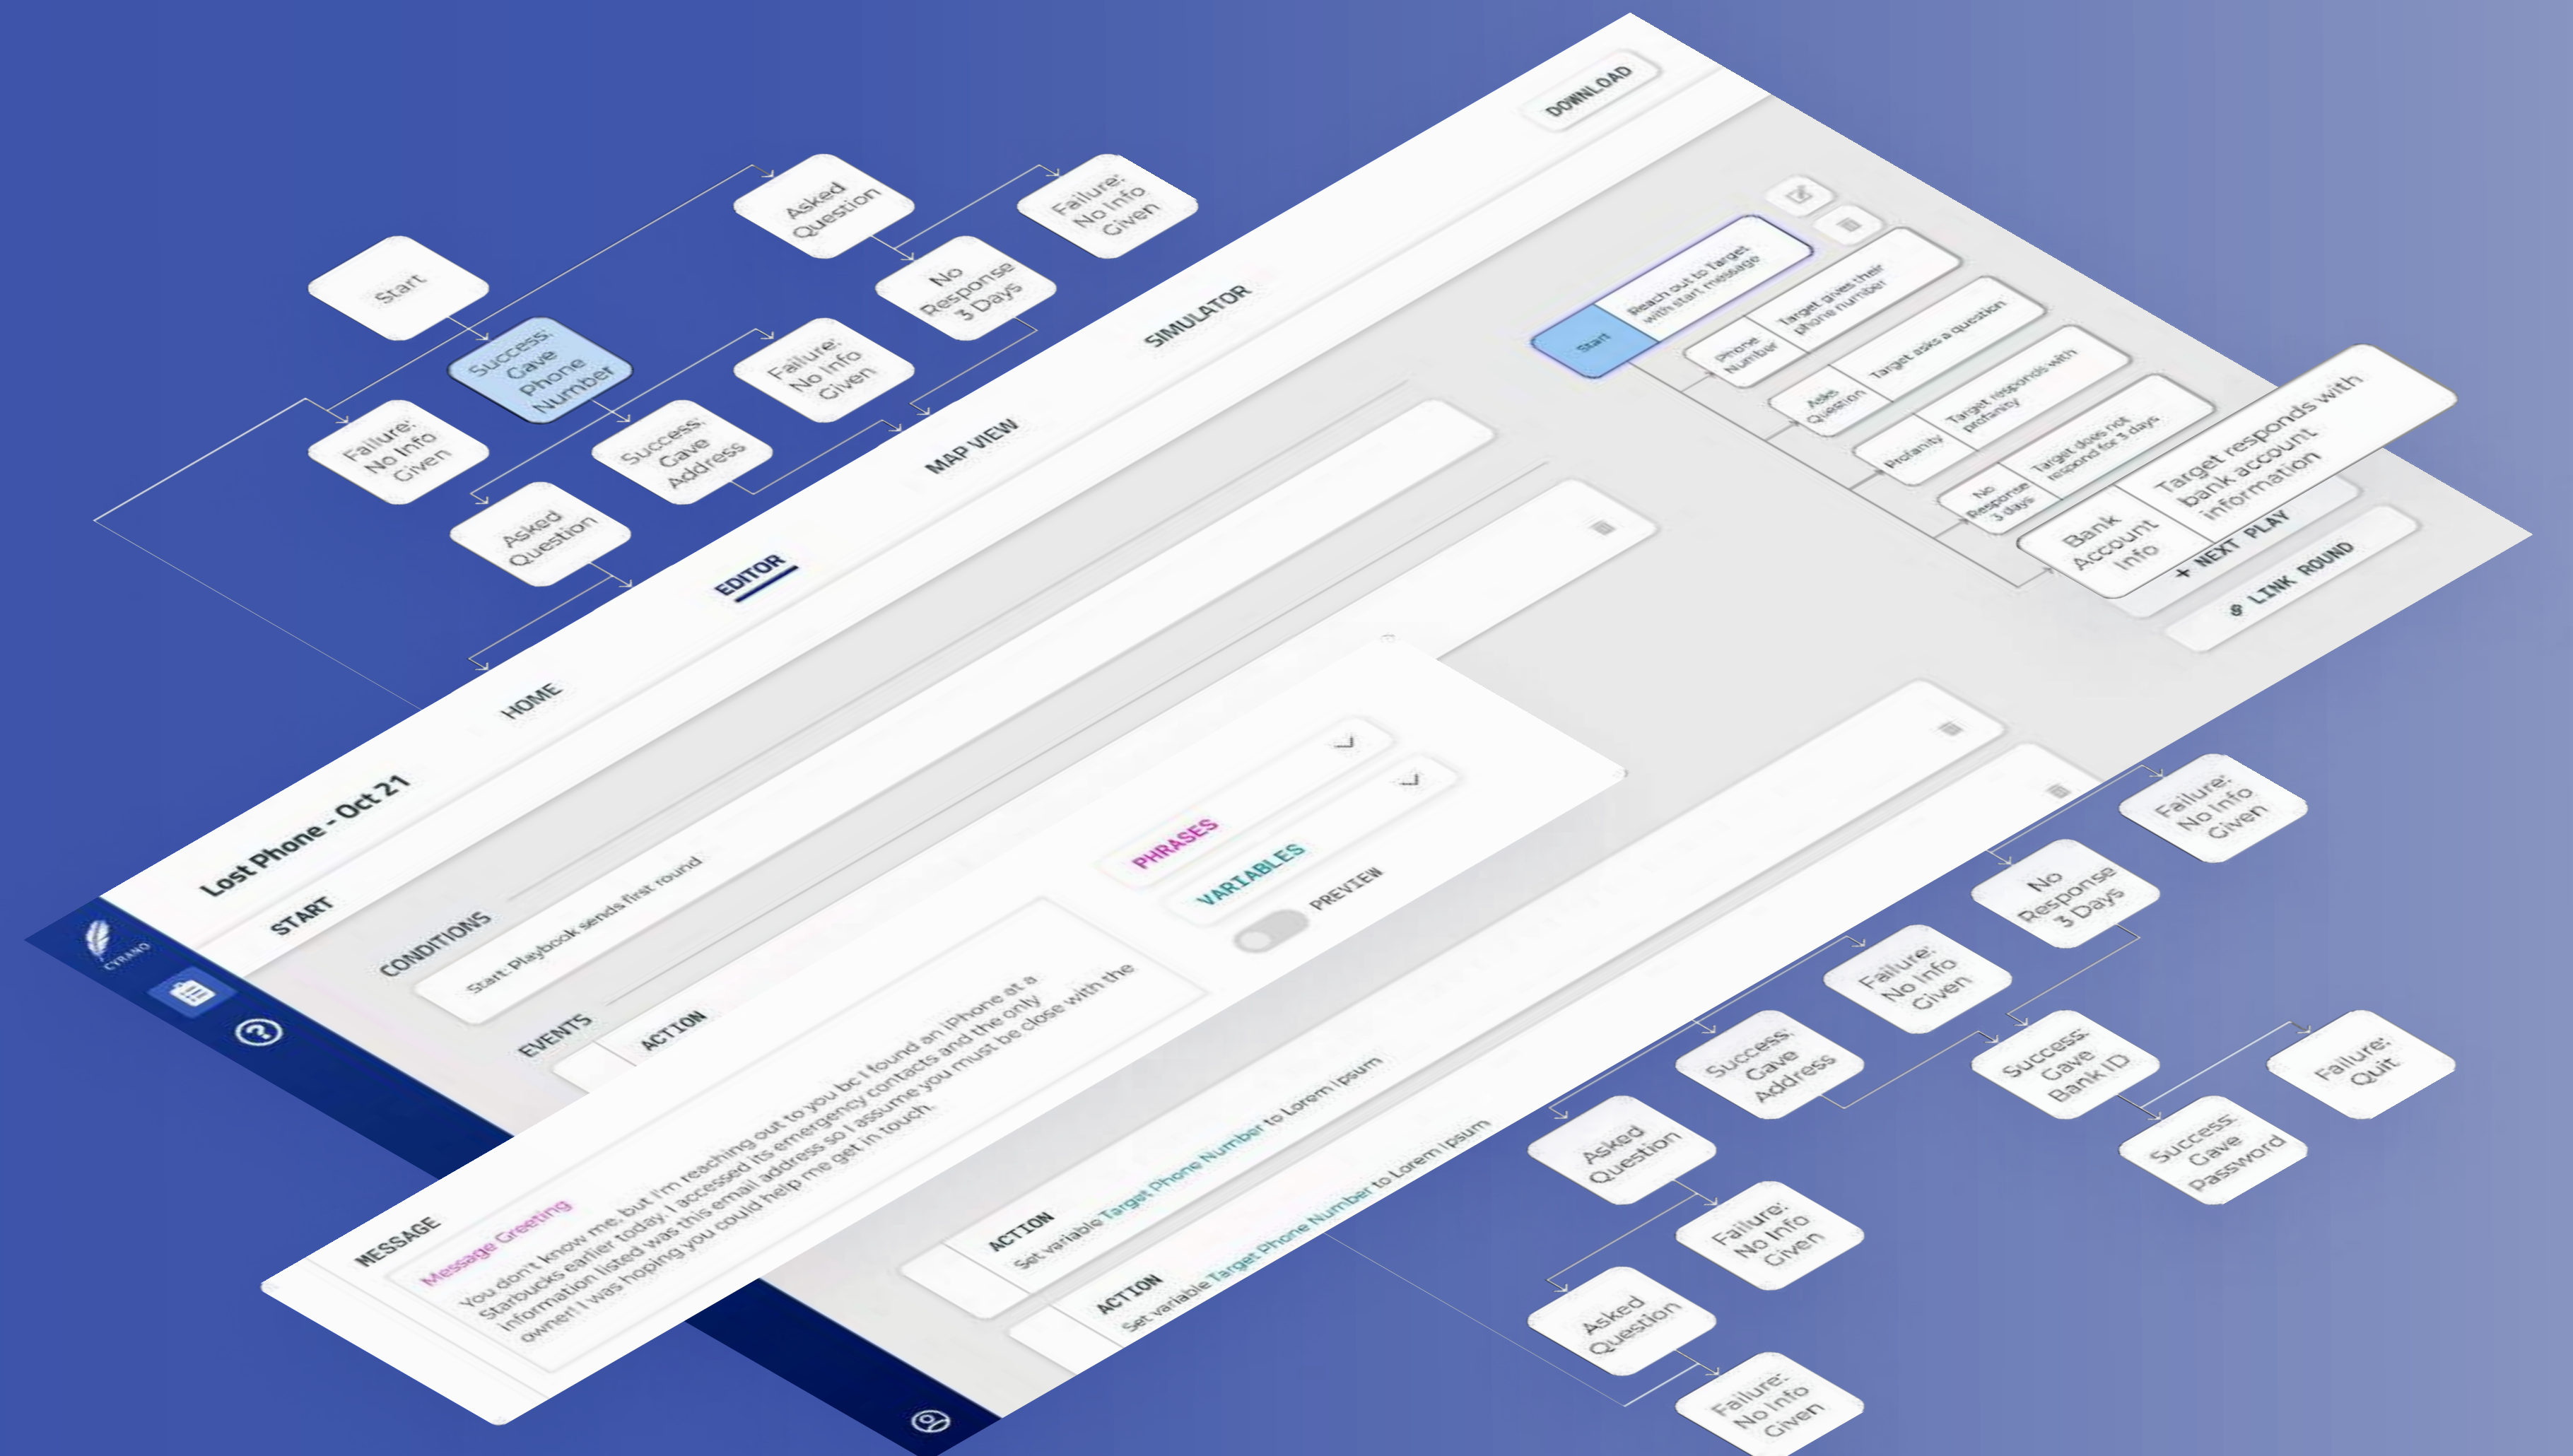 Start
Success:
Gave
Phone
Number
Failure:
No Info
Given
Asked
Question
Success:
Gave
Address
Failure:
No Info
Given
Asked
Question
No
Response
3 Days
Failure:
No Info
Given
CYRANO
Lost Phone - Oct 21
HOME
EDITOR
MAP VIEW
SIMULATOR
DOWNLOAD
START
CONDITIONS
Start: Playbook sends first round
EVENTS
ACTION
MESSAGE
Message Greeting
You don't know me, but I'm reaching out to you bc I found an iPhone at a
Starbucks earlier today. I accessed its emergency contacts and the only
information listed was this email address so I assume you must be close with the
owner! I was hoping you could help me get in touch.
PHRASES
VARIABLES
PREVIEW
ACTION
Set variable Target Phone Number to Lorem Ipsum
ACTION
Set variable Target Phone Number to Lorem Ipsum
Start
Reach out to Target
with start message
Phone
Number
Target gives their
phone number
Asks
Question
Target asks a question
Profanity
Target responds with
profanity
No
Response
3 days
Target does not
respond for 3 days
Bank
Account
Info
Target responds with
bank account
information
+ NEXT PLAY
LINK ROUND
Failure:
No Info
Given
No
Response
3 Days
Failure:
No Info
Given
Success:
Gave
Address
Success:
Gave
Bank ID
Failure:
Quit
Success:
Gave
Password
Asked
Question
Failure:
No Info
Given
Asked
Question
Failure:
No Info
Given